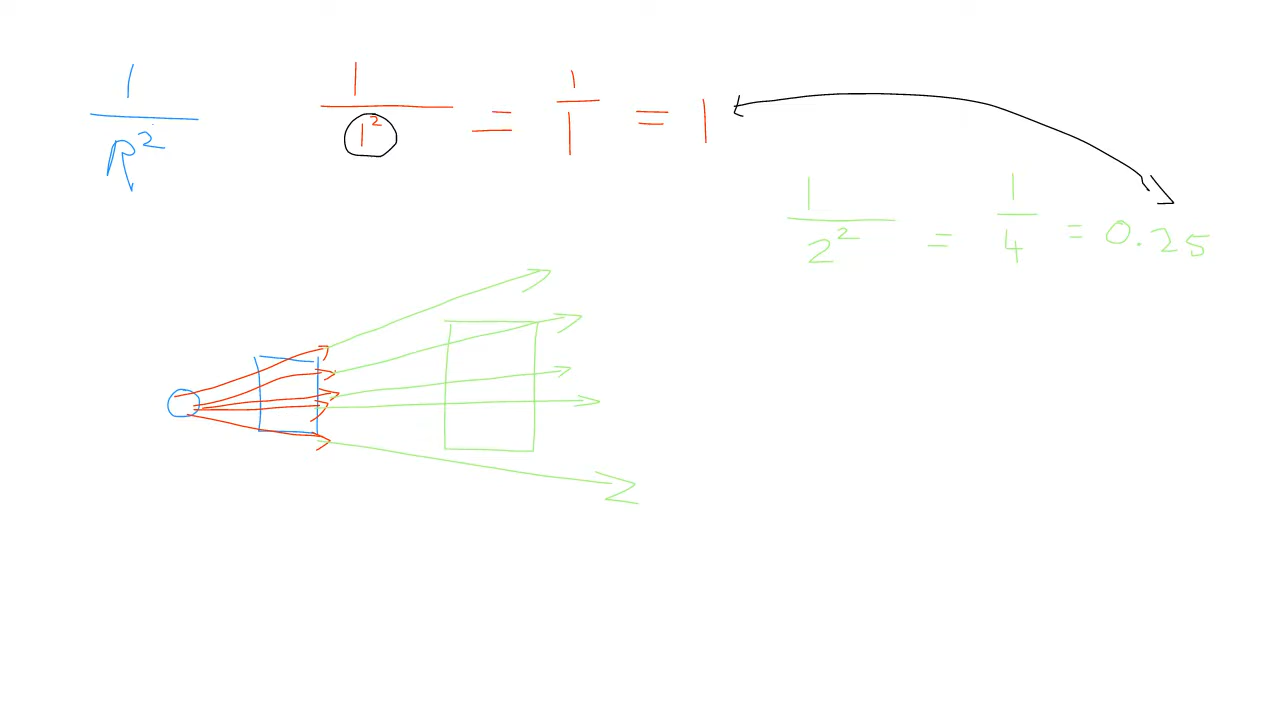 1/R² 1/1² = 1/1 = 1
1/2² = 1/4 = 0.25